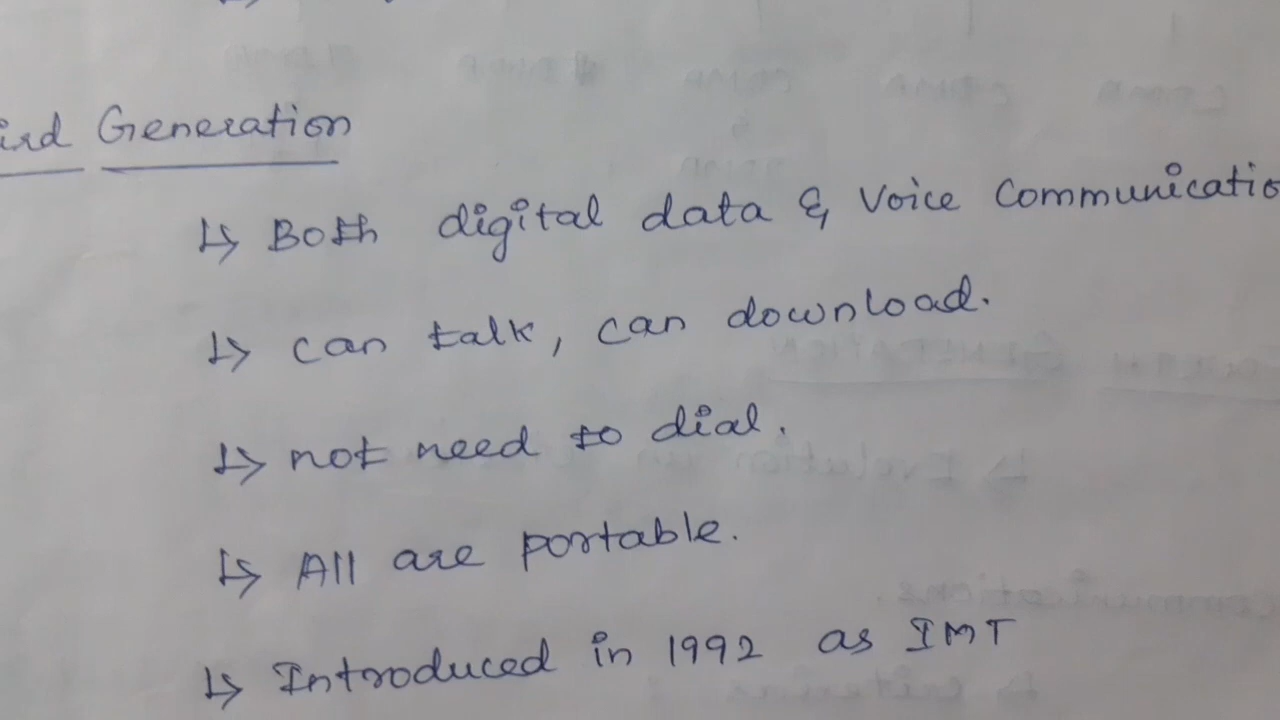 ird Generation
↳ Both digital data & Voice Communicatio
↳ can talk, can download.
↳ not need to dial.
↳ All are portable.
↳ Introduced in 1992 as IMT